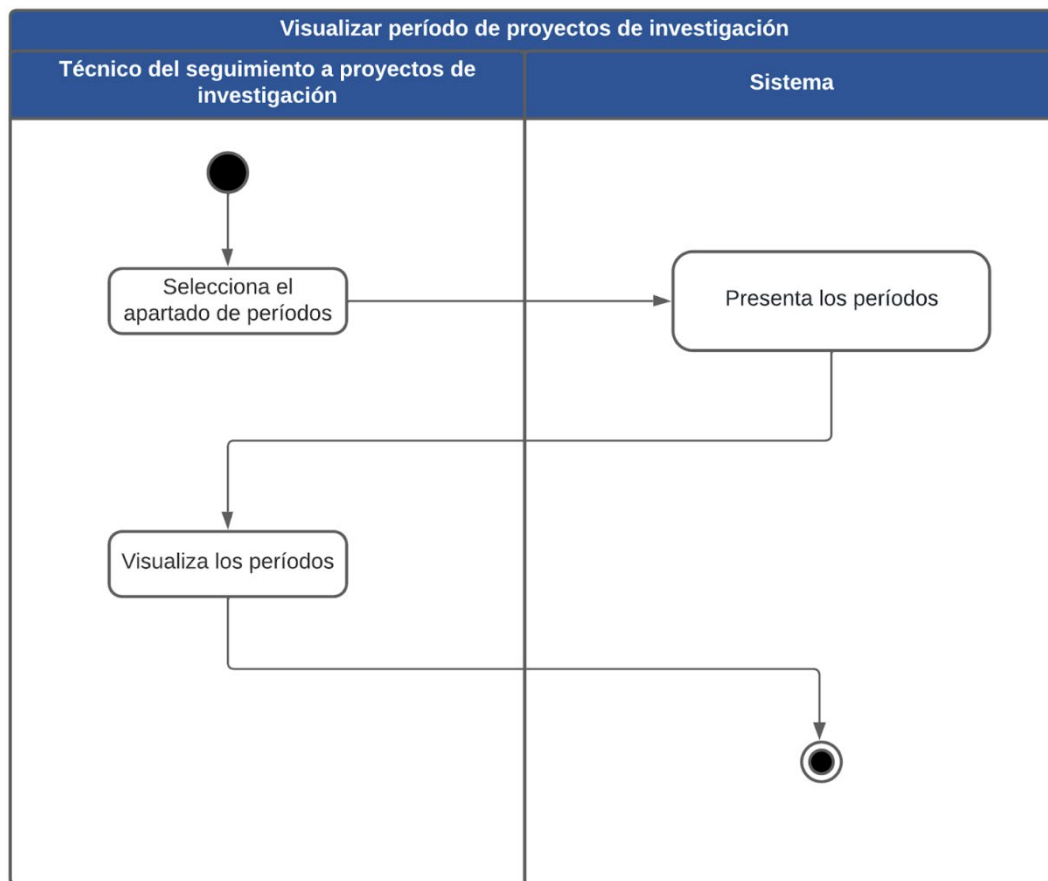 Visualizar período de proyectos de investigación
Técnico del seguimiento a proyectos de
investigación
Sistema
Selecciona el
apartado de períodos
Presenta los períodos
Visualiza los períodos